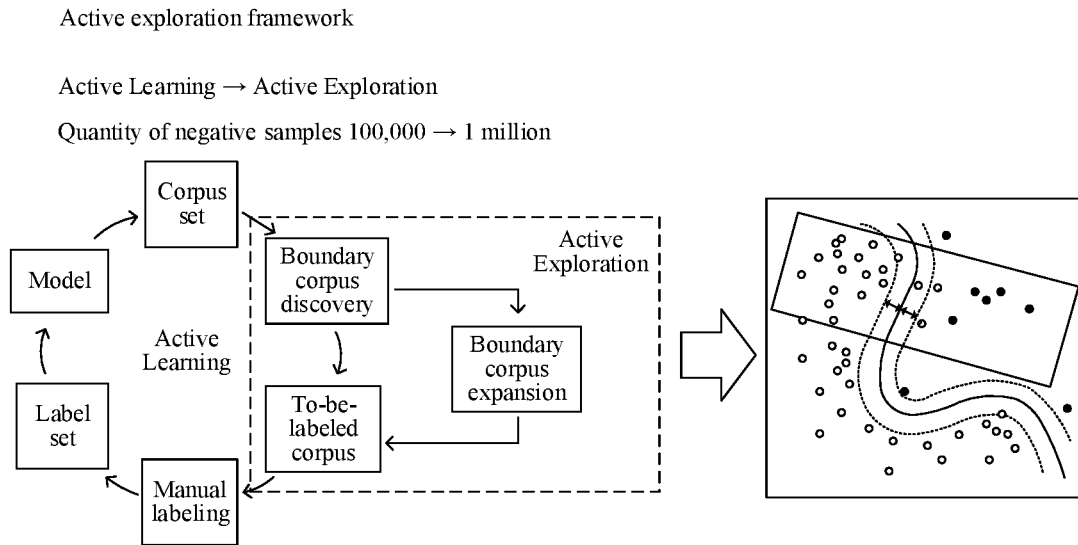 Active exploration framework
Active Learning → Active Exploration
Quantity of negative samples 100,000 → 1 million
Corpus
set
Active
Exploration
Boundary
corpus
discovery
Model
Active
Learning
Boundary
corpus
expansion
Label
set
To-be-
labeled
corpus
Manual
labeling